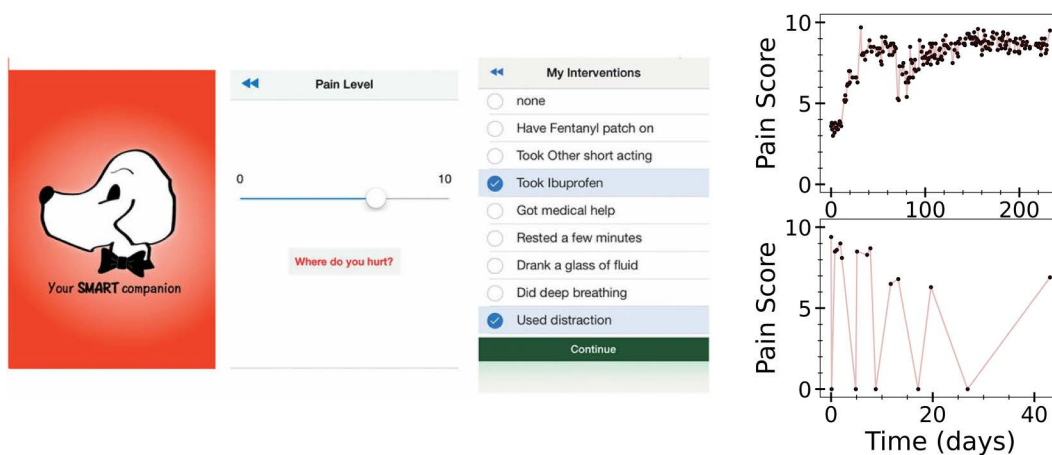 Your SMART companion
Pain Level
0 10
Where do you hurt?
My Interventions
none
Have Fentanyl patch on
Took Other short acting
Took Ibuprofen
Got medical help
Rested a few minutes
Drank a glass of fluid
Did deep breathing
Used distraction
Continue
Pain Score
10
5
0
0 100 200
Pain Score
10
5
0
0 20 40
Time (days)